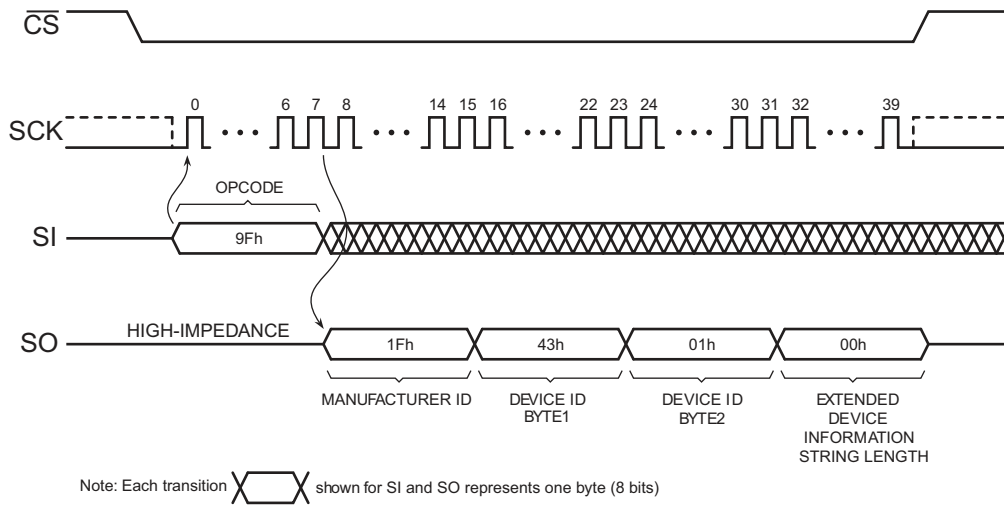 CS
0 6 7 8 14 15 16 22 23 24 30 31 32 39
SCK
OPCODE
SI
9Fh
HIGH-IMPEDANCE
SO
1Fh 43h 01h 00h
MANUFACTURER ID
DEVICE ID
BYTE1
DEVICE ID
BYTE2
EXTENDED
DEVICE
INFORMATION
STRING LENGTH
Note: Each transition shown for SI and SO represents one byte (8 bits)